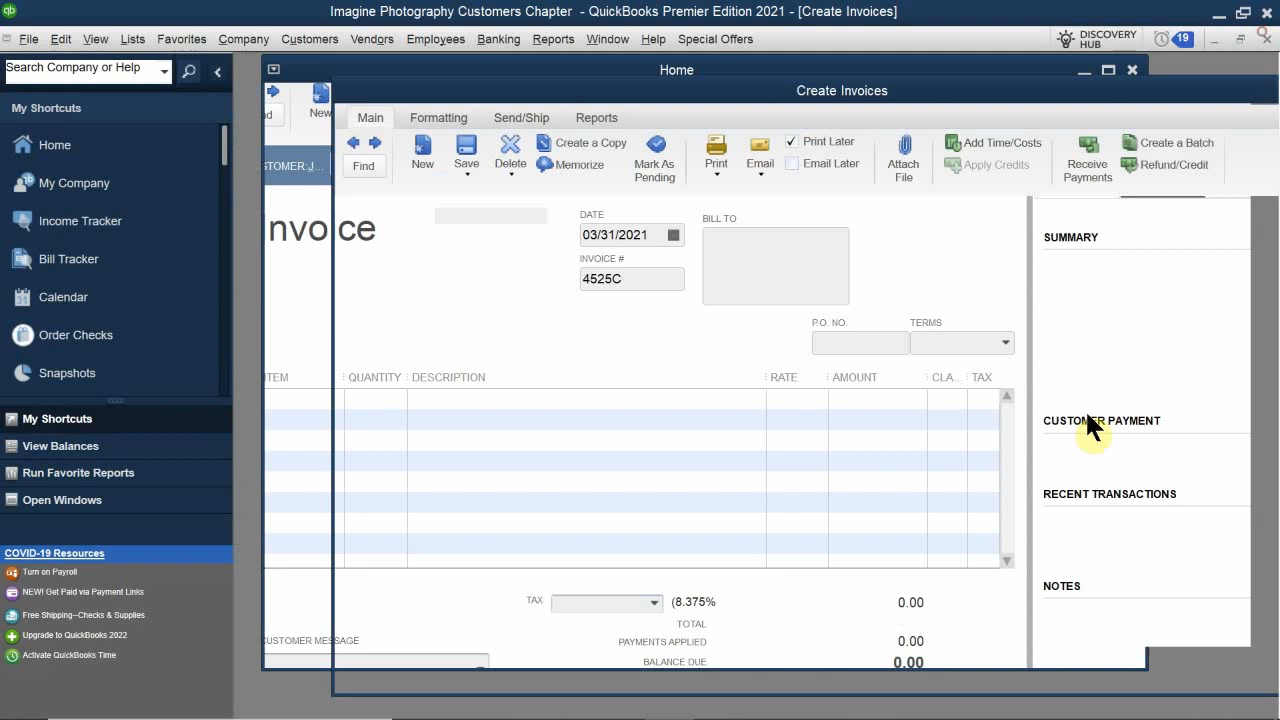 Imagine Photography Customers Chapter - QuickBooks Premier Edition 2021 - [Create Invoices]
File Edit View Lists Favorites Company Customers Vendors Employees Banking Reports Window Help Special Offers
DISCOVERY
HUB
19
Search Company or Help
My Shortcuts
Home
My Company
Income Tracker
Bill Tracker
Calendar
Order Checks
Snapshots
My Shortcuts
View Balances
Run Favorite Reports
Open Windows
COVID-19 Resources
Turn on Payroll
NEW! Get Paid via Payment Links
Free Shipping--Checks & Supplies
Upgrade to QuickBooks 2022
Activate QuickBooks Time
Home
Create Invoices
Main Formatting Send/Ship Reports
Find
New
Save
Delete
Create a Copy
Memorize
Mark As
Pending
Print
Email
Print Later
Email Later
Attach
File
Add Time/Costs
Apply Credits
Receive
Payments
Create a Batch
Refund/Credit
nd
New
STOMER:J...
Invoice
DATE
03/31/2021
INVOICE #
4525C
BILL TO
P.O. NO. TERMS
ITEM QUANTITY DESCRIPTION RATE AMOUNT CLA... TAX
TAX (8.375% 0.00
TOTAL
PAYMENTS APPLIED 0.00
BALANCE DUE 0.00
CUSTOMER MESSAGE
SUMMARY
CUSTOMER PAYMENT
RECENT TRANSACTIONS
NOTES